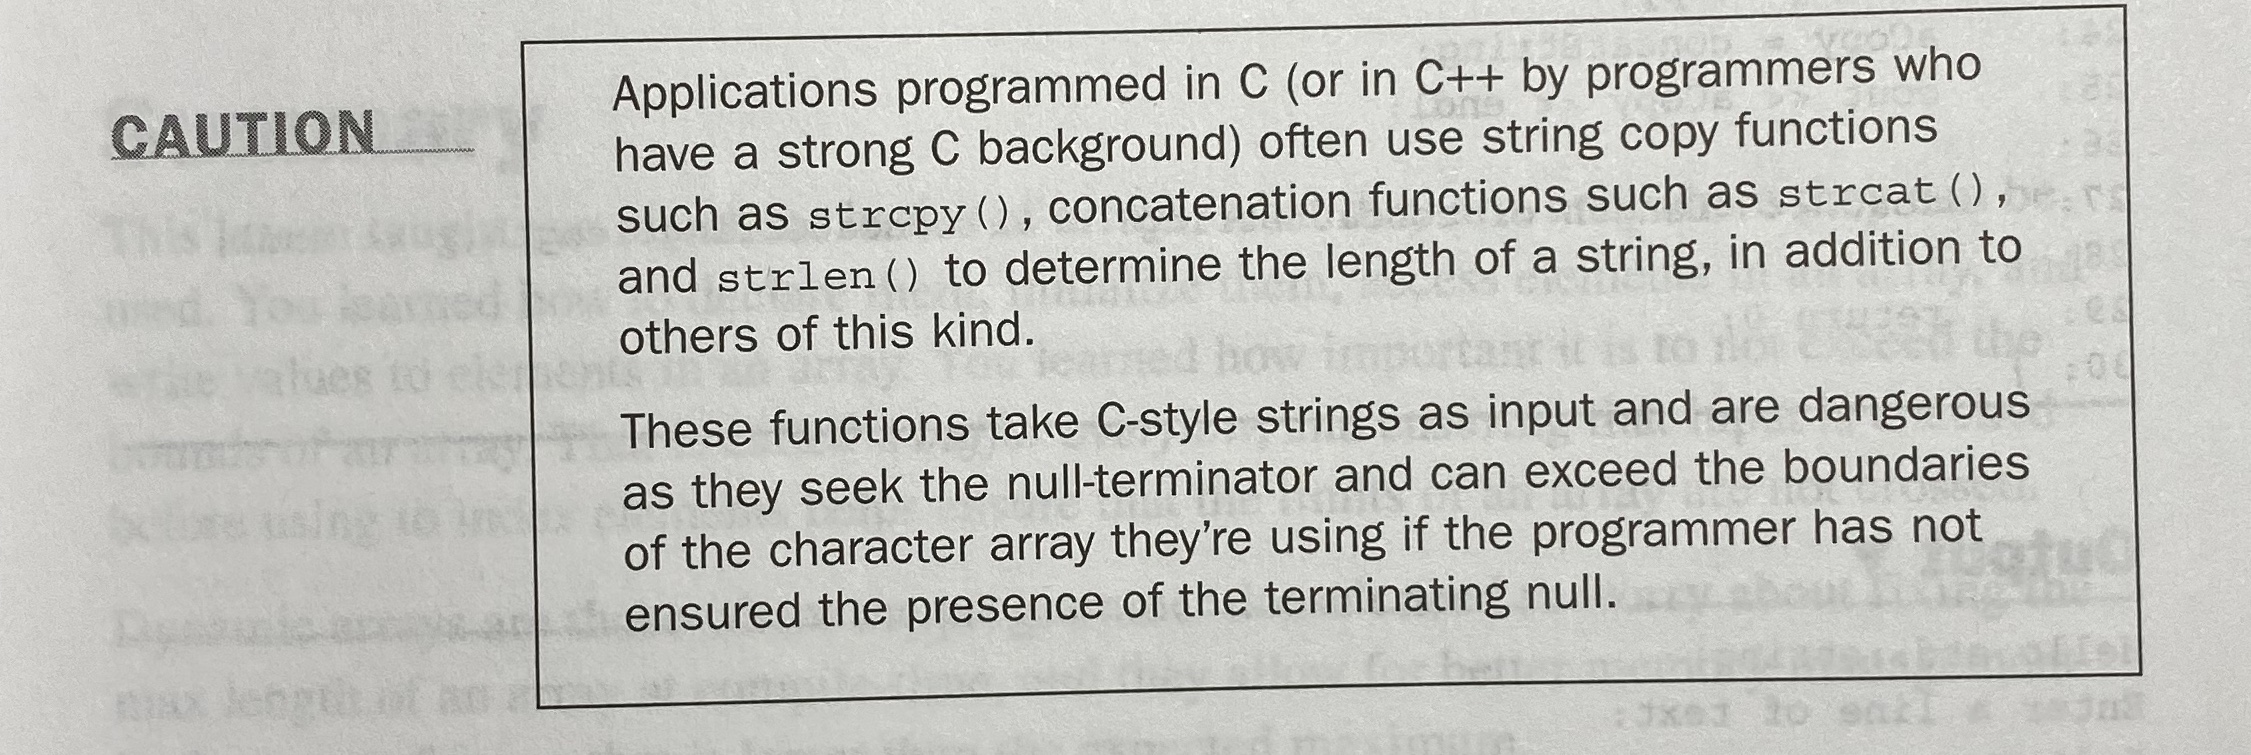 CAUTION
Applications programmed in C (or in C++ by programmers who
have a strong C background) often use string copy functions
such as strcpy(), concatenation functions such as strcat(),
and strlen() to determine the length of a string, in addition to
others of this kind.
These functions take C-style strings as input and are dangerous
as they seek the null-terminator and can exceed the boundaries
of the character array they're using if the programmer has not
ensured the presence of the terminating null.